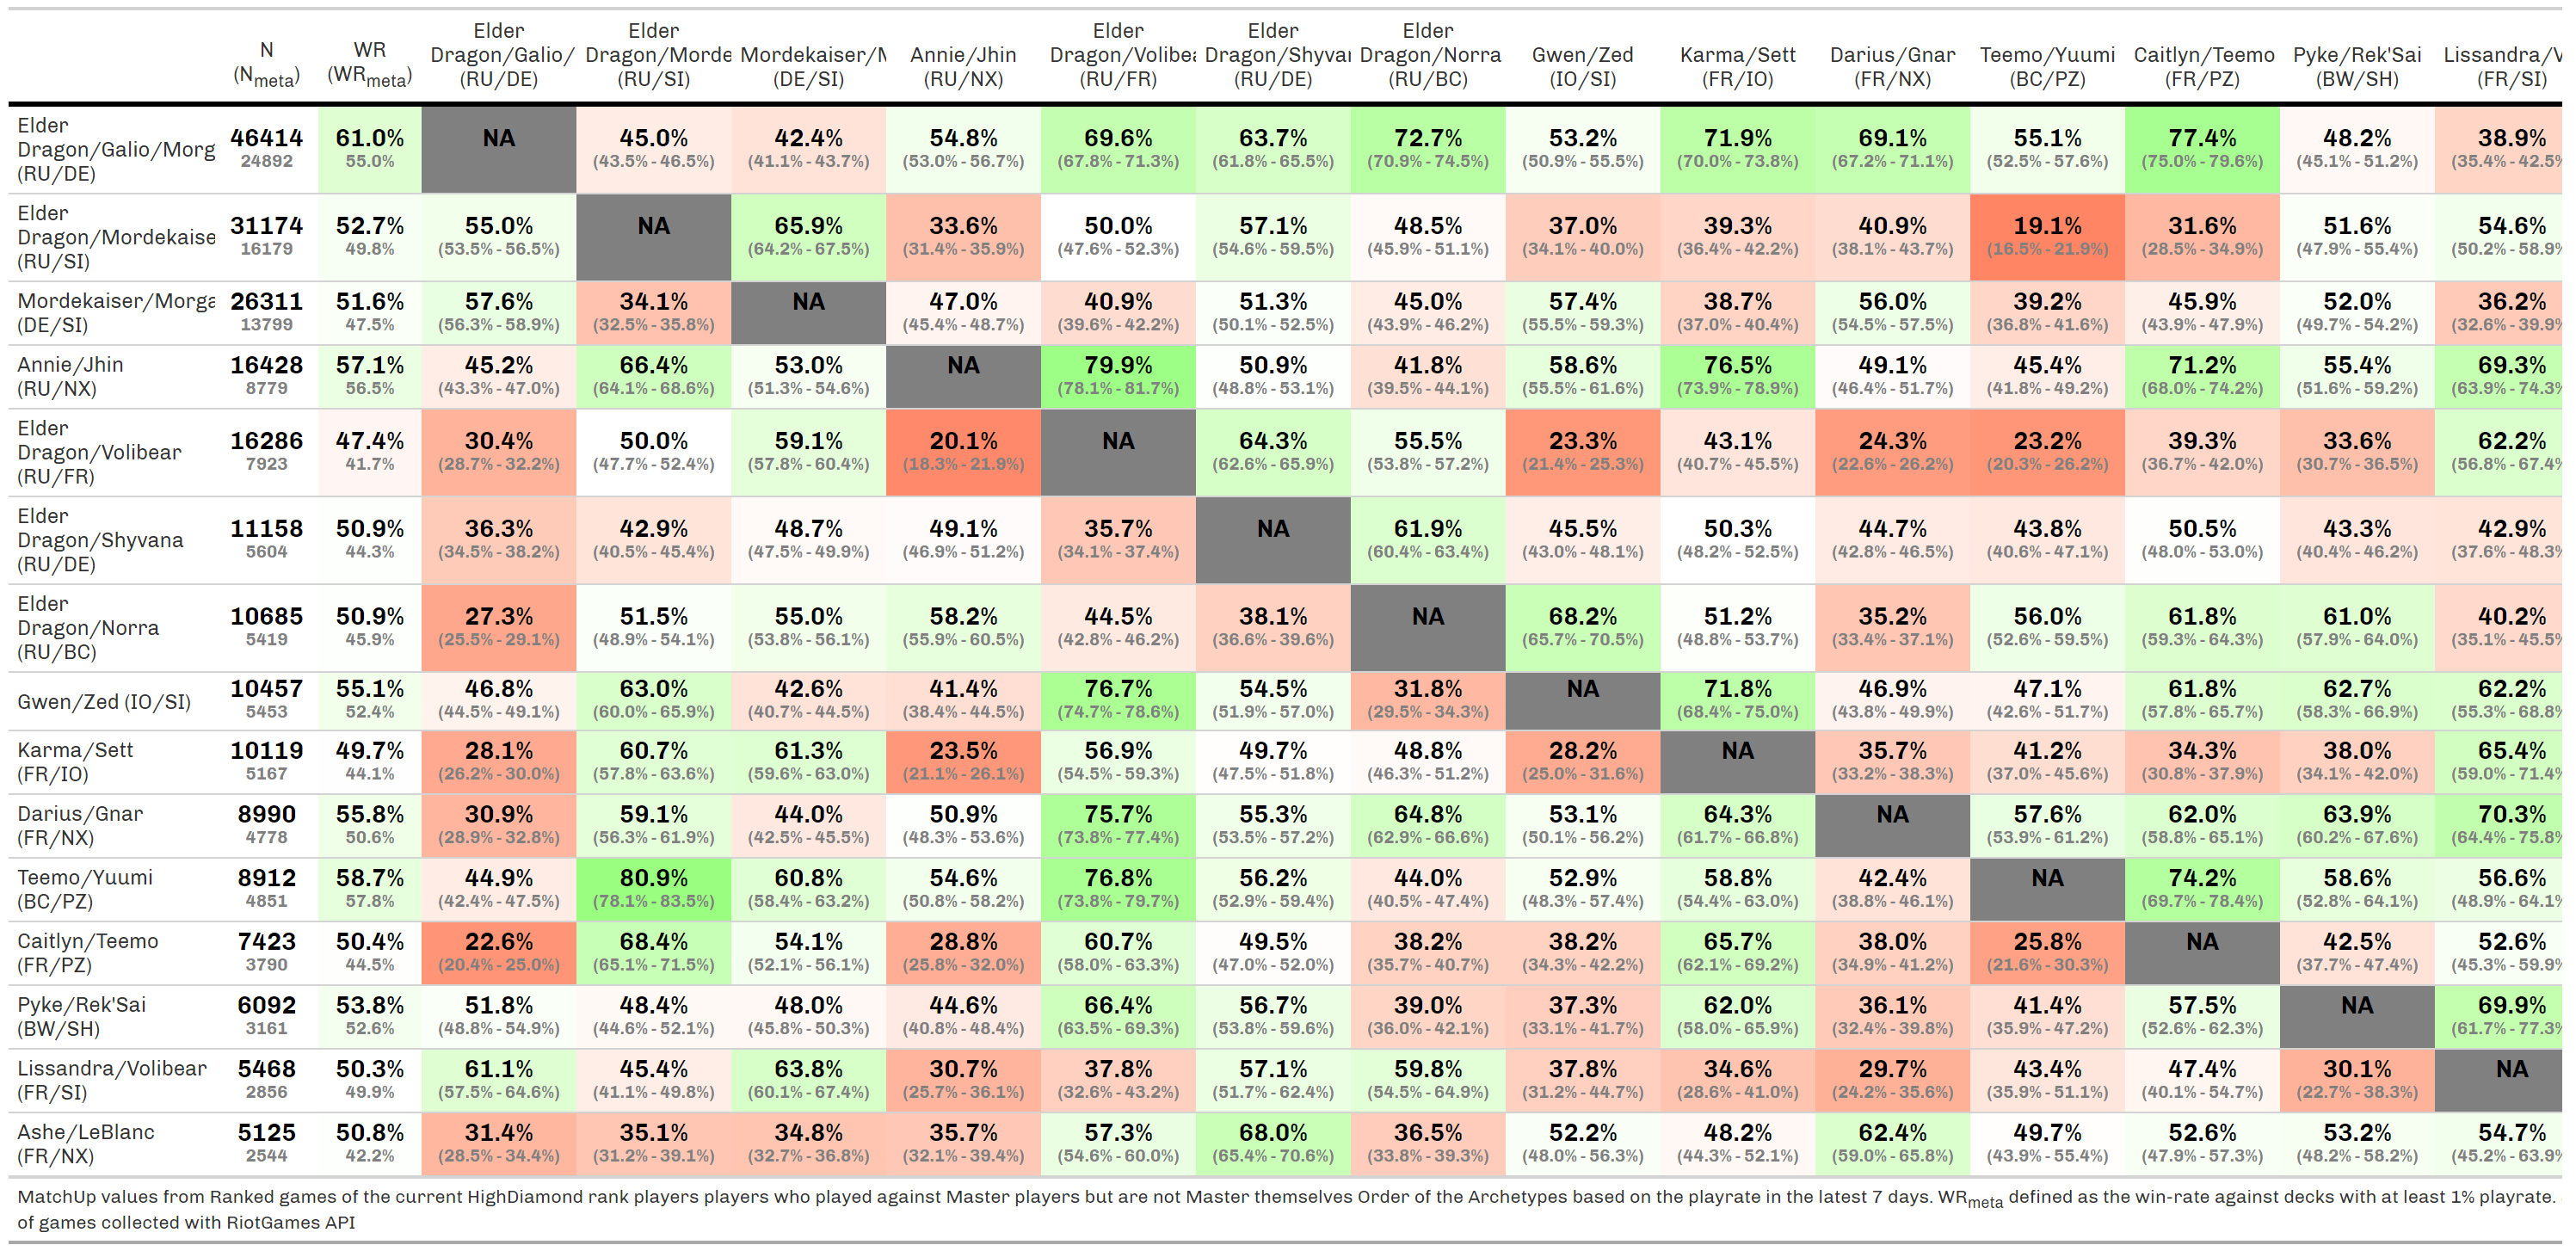 N (Nmeta) WR (WRmeta) Elder Dragon/Galio/ (RU/DE) Elder Dragon/Morde (RU/SI) Mordekaiser/M (DE/SI) Annie/Jhin (RU/NX) Elder Dragon/Volibea (RU/FR) Elder Dragon/Shyvar (RU/DE) Elder Dragon/Norra (RU/BC) Gwen/Zed (IO/SI) Karma/Sett (FR/IO) Darius/Gnar (FR/NX) Teemo/Yuumi (BC/PZ) Caitlyn/Teemo (FR/PZ) Pyke/Rek'Sai (BW/SH) Lissandra/V (FR/SI)
Elder Dragon/Galio/Morg (RU/DE) 46414 61.0% NA 45.0% 42.4% 54.8% 69.6% 63.7% 72.7% 53.2% 71.9% 69.1% 55.1% 77.4% 48.2% 38.9%
24892 55.0% (43.5% - 46.5%) (41.1% - 43.7%) (53.0% - 56.7%) (67.8% - 71.3%) (61.8% - 65.5%) (70.9% - 74.5%) (50.9% - 55.5%) (70.0% - 73.8%) (67.2% - 71.1%) (52.5% - 57.6%) (75.0% - 79.6%) (45.1% - 51.2%) (35.4% - 42.5%
Elder Dragon/Mordekaise (RU/SI) 31174 52.7% 55.0% NA 65.9% 33.6% 50.0% 57.1% 48.5% 37.0% 39.3% 40.9% 19.1% 31.6% 51.6% 54.6%
16179 49.8% (53.5% - 56.5%) (64.2% - 67.5%) (31.4% - 35.9%) (47.6% - 52.3%) (54.6% - 59.5%) (45.9% - 51.1%) (34.1% - 40.0%) (36.4% - 42.2%) (38.1% - 43.7%) (16.5% - 21.9%) (28.5% - 34.9%) (47.9% - 55.4%) (50.2% - 58.9%
Mordekaiser/Morga (DE/SI) 26311 51.6% 57.6% 34.1% NA 47.0% 40.9% 51.3% 45.0% 57.4% 38.7% 56.0% 39.2% 45.9% 52.0% 36.2%
13799 47.5% (56.3% - 58.9%) (32.5% - 35.8%) (45.4% - 48.7%) (39.6% - 42.2%) (50.1% - 52.5%) (43.9% - 46.2%) (55.5% - 59.3%) (37.0% - 40.4%) (54.5% - 57.5%) (36.8% - 41.6%) (43.9% - 47.9%) (49.7% - 54.2%) (32.6% - 39.9%
Annie/Jhin (RU/NX) 16428 57.1% 45.2% 66.4% 53.0% NA 79.9% 50.9% 41.8% 58.6% 76.5% 49.1% 45.4% 71.2% 55.4% 69.3%
8779 56.5% (43.3% - 47.0%) (64.1% - 68.6%) (51.3% - 54.6%) (78.1% - 81.7%) (48.8% - 53.1%) (39.5% - 44.1%) (55.5% - 61.6%) (73.9% - 78.9%) (46.4% - 51.7%) (41.8% - 49.2%) (68.0% - 74.2%) (51.6% - 59.2%) (63.9% - 74.3%
Elder Dragon/Volibear (RU/FR) 16286 47.4% 30.4% 50.0% 59.1% 20.1% NA 64.3% 55.5% 23.3% 43.1% 24.3% 23.2% 39.3% 33.6% 62.2%
7923 41.7% (28.7% - 32.2%) (47.7% - 52.4%) (57.8% - 60.4%) (18.3% - 21.9%) (62.6% - 65.9%) (53.8% - 57.2%) (21.4% - 25.3%) (40.7% - 45.5%) (22.6% - 26.2%) (20.3% - 26.2%) (36.7% - 42.0%) (30.7% - 36.5%) (56.8% - 67.4%
Elder Dragon/Shyvana (RU/DE) 11158 50.9% 36.3% 42.9% 48.7% 49.1% 35.7% NA 61.9% 45.5% 50.3% 44.7% 43.8% 50.5% 43.3% 42.9%
5604 44.3% (34.5% - 38.2%) (40.5% - 45.4%) (47.5% - 49.9%) (46.9% - 51.2%) (34.1% - 37.4%) (60.4% - 63.4%) (43.0% - 48.1%) (48.2% - 52.5%) (42.8% - 46.5%) (40.6% - 47.1%) (48.0% - 53.0%) (40.4% - 46.2%) (37.6% - 48.3%
Elder Dragon/Norra (RU/BC) 10685 50.9% 27.3% 51.5% 55.0% 58.2% 44.5% 38.1% NA 68.2% 51.2% 35.2% 56.0% 61.8% 61.0% 40.2%
5419 45.9% (25.5% - 29.1%) (48.9% - 54.1%) (53.8% - 56.1%) (55.9% - 60.5%) (42.8% - 46.2%) (36.6% - 39.6%) (65.7% - 70.5%) (48.8% - 53.7%) (33.4% - 37.1%) (52.6% - 59.5%) (59.3% - 64.3%) (57.9% - 64.0%) (35.1% - 45.5%
Gwen/Zed (IO/SI) 10457 55.1% 46.8% 63.0% 42.6% 41.4% 76.7% 54.5% 31.8% NA 71.8% 46.9% 47.1% 61.8% 62.7% 62.2%
5453 52.4% (44.5% - 49.1%) (60.0% - 65.9%) (40.7% - 44.5%) (38.4% - 44.5%) (74.7% - 78.6%) (51.9% - 57.0%) (29.5% - 34.3%) (68.4% - 75.0%) (43.8% - 49.9%) (42.6% - 51.7%) (57.8% - 65.7%) (58.3% - 66.9%) (55.3% - 68.8%
Karma/Sett (FR/IO) 10119 49.7% 28.1% 60.7% 61.3% 23.5% 56.9% 49.7% 48.8% 28.2% NA 35.7% 41.2% 34.3% 38.0% 65.4%
5167 44.1% (26.2% - 30.0%) (57.8% - 63.6%) (59.6% - 63.0%) (21.1% - 26.1%) (54.5% - 59.3%) (47.5% - 51.8%) (46.3% - 51.2%) (25.0% - 31.6%) (33.2% - 38.3%) (37.0% - 45.6%) (30.8% - 37.9%) (34.1% - 42.0%) (59.0% - 71.4%
Darius/Gnar (FR/NX) 8990 55.8% 30.9% 59.1% 44.0% 50.9% 75.7% 55.3% 64.8% 53.1% 64.3% NA 57.6% 62.0% 63.9% 70.3%
4778 50.6% (28.9% - 32.8%) (56.3% - 61.9%) (42.5% - 45.5%) (48.3% - 53.6%) (73.8% - 77.4%) (53.5% - 57.2%) (62.9% - 66.6%) (50.1% - 56.2%) (61.7% - 66.8%) (53.9% - 61.2%) (58.8% - 65.1%) (60.2% - 67.6%) (64.4% - 75.8%
Teemo/Yuumi (BC/PZ) 8912 58.7% 44.9% 80.9% 60.8% 54.6% 76.8% 56.2% 44.0% 52.9% 58.8% 42.4% NA 74.2% 58.6% 56.6%
4851 57.8% (42.4% - 47.5%) (78.1% - 83.5%) (58.4% - 63.2%) (50.8% - 58.2%) (73.8% - 79.7%) (52.9% - 59.4%) (40.5% - 47.4%) (48.3% - 57.4%) (54.4% - 63.0%) (38.8% - 46.1%) (69.7% - 78.4%) (52.8% - 64.1%) (48.9% - 64.1%
Caitlyn/Teemo (FR/PZ) 7423 50.4% 22.6% 68.4% 54.1% 28.8% 60.7% 49.5% 38.2% 38.2% 65.7% 38.0% 25.8% NA 42.5% 52.6%
3790 44.5% (20.4% - 25.0%) (65.1% - 71.5%) (52.1% - 56.1%) (25.8% - 32.0%) (58.0% - 63.3%) (47.0% - 52.0%) (35.7% - 40.7%) (34.3% - 42.2%) (62.1% - 69.2%) (34.9% - 41.2%) (21.6% - 30.3%) (37.7% - 47.4%) (45.3% - 59.9%
Pyke/Rek'Sai (BW/SH) 6092 53.8% 51.8% 48.4% 48.0% 44.6% 66.4% 56.7% 39.0% 37.3% 62.0% 36.1% 41.4% 57.5% NA 69.9%
3161 52.6% (48.8% - 54.9%) (44.6% - 52.1%) (45.8% - 50.3%) (40.8% - 48.4%) (63.5% - 69.3%) (53.8% - 59.6%) (36.0% - 42.1%) (33.1% - 41.7%) (58.0% - 65.9%) (32.4% - 39.8%) (35.9% - 47.2%) (52.6% - 62.3%) (61.7% - 77.3%
Lissandra/Volibear (FR/SI) 5468 50.3% 61.1% 45.4% 63.8% 30.7% 37.8% 57.1% 59.8% 37.8% 34.6% 29.7% 43.4% 47.4% 30.1% NA
2856 49.9% (57.5% - 64.6%) (41.1% - 49.8%) (60.1% - 67.4%) (25.7% - 36.1%) (32.6% - 43.2%) (51.7% - 62.4%) (54.5% - 64.9%) (31.2% - 44.7%) (28.6% - 41.0%) (24.2% - 35.6%) (35.9% - 51.1%) (40.1% - 54.7%) (22.7% - 38.3%)
Ashe/LeBlanc (FR/NX) 5125 50.8% 31.4% 35.1% 34.8% 35.7% 57.3% 68.0% 36.5% 52.2% 48.2% 62.4% 49.7% 52.6% 53.2% 54.7%
2544 42.2% (28.5% - 34.4%) (31.2% - 39.1%) (32.7% - 36.8%) (32.1% - 39.4%) (54.6% - 60.0%) (65.4% - 70.6%) (33.8% - 39.3%) (48.0% - 56.3%) (44.3% - 52.1%) (59.0% - 65.8%) (43.9% - 55.4%) (47.9% - 57.3%) (48.2% - 58.2%) (45.2% - 63.9%
MatchUp values from Ranked games of the current HighDiamond rank players players who played against Master players but are not Master themselves Order of the Archetypes based on the playrate in the latest 7 days. WRmeta defined as the win-rate against decks with at least 1% playrate.
of games collected with RiotGames API